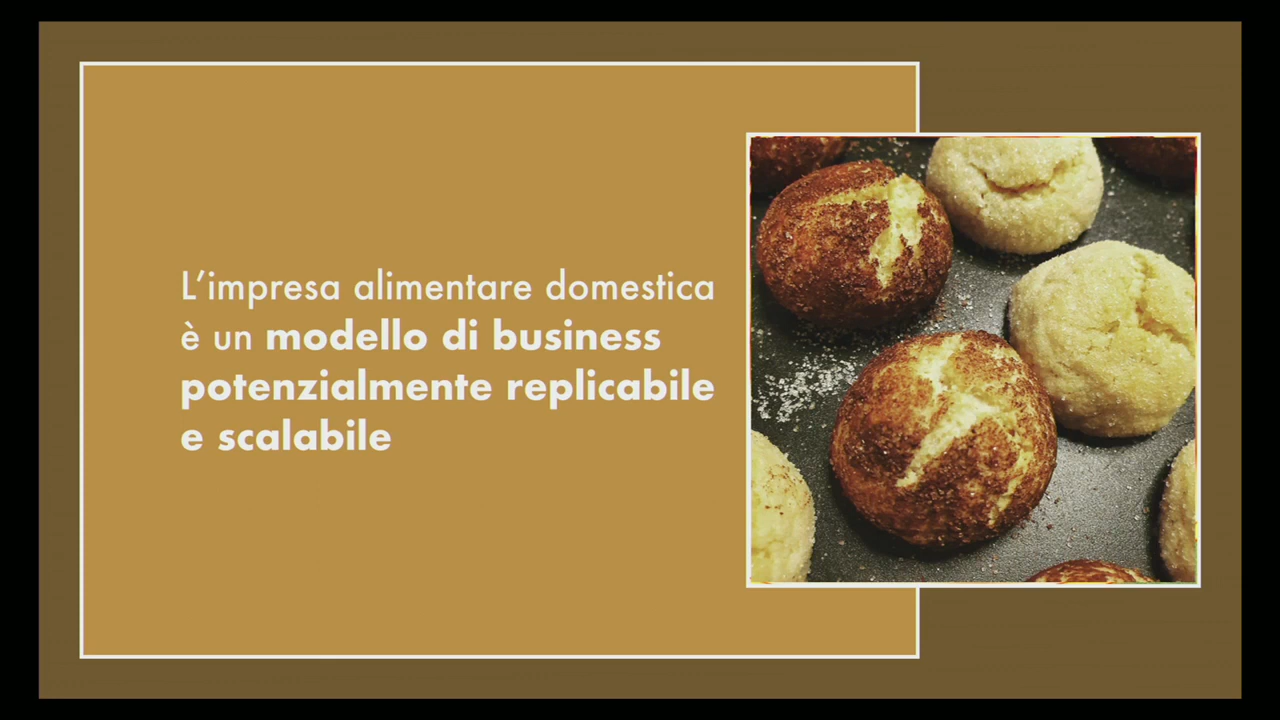 L’impresa alimentare domestica
è un modello di business
potenzialmente replicabile
e scalabile